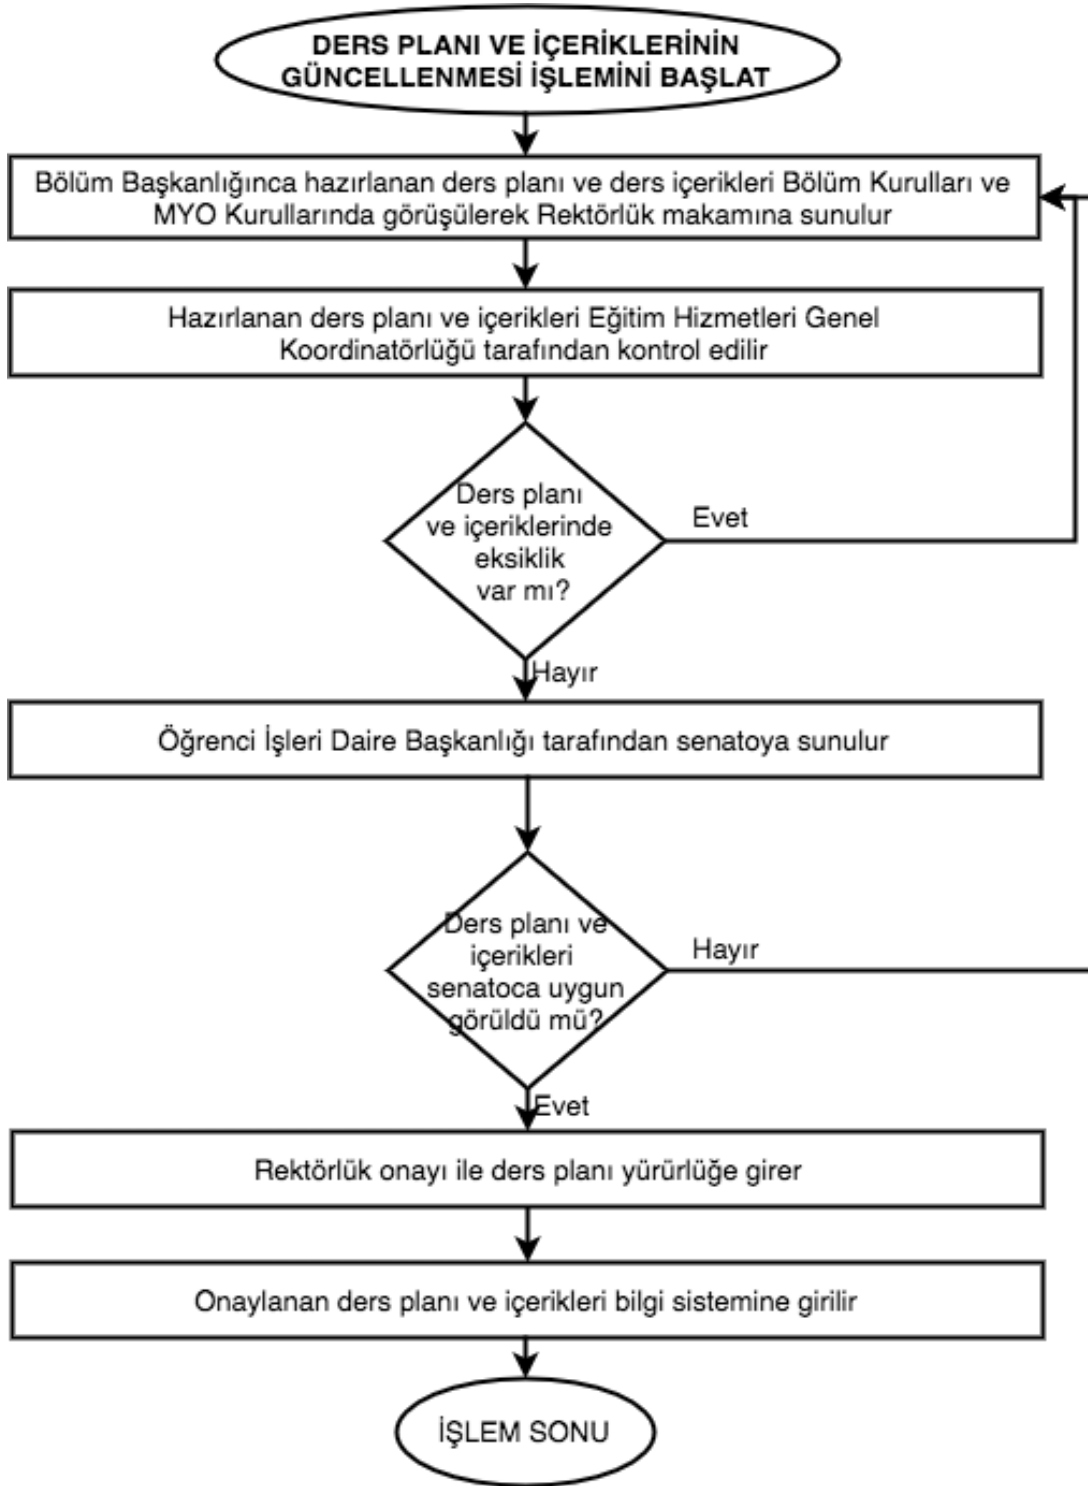 DERS PLANI VE İÇERİKLERİNİN
GÜNCELLENMESİ İŞLEMİNİ BAŞLAT
Bölüm Başkanlığınca hazırlanan ders planı ve ders içerikleri Bölüm Kurulları ve
MYO Kurullarında görüşülerek Rektörlük makamına sunulur
Hazırlanan ders planı ve içerikleri Eğitim Hizmetleri Genel
Koordinatörlüğü tarafından kontrol edilir
Ders planı
ve içeriklerinde
eksiklik
var mı?
Evet
Hayır
Öğrenci İşleri Daire Başkanlığı tarafından senatoya sunulur
Ders planı ve
içerikleri
senatoca uygun
görüldü mü?
Hayır
Evet
Rektörlük onayı ile ders planı yürürlüğe girer
Onaylanan ders planı ve içerikleri bilgi sistemine girilir
İŞLEM SONU